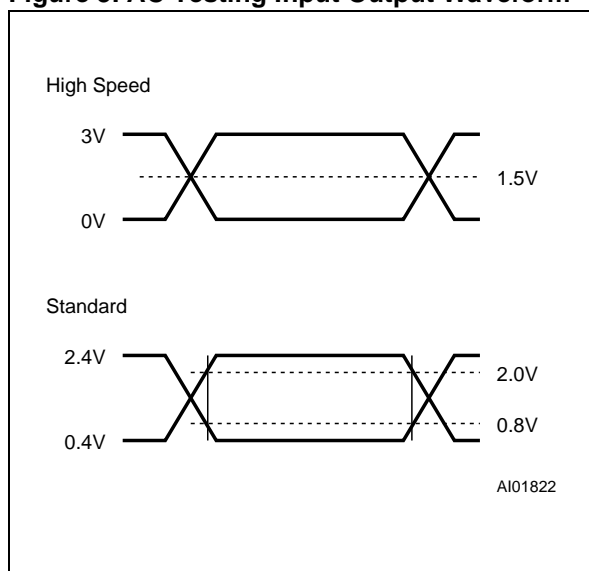 Figure AC Testing Input Output Waveform
High Speed
3V
1.5V
0V
Standard
2.4V
2.0V
0.8V
0.4V
AI01822